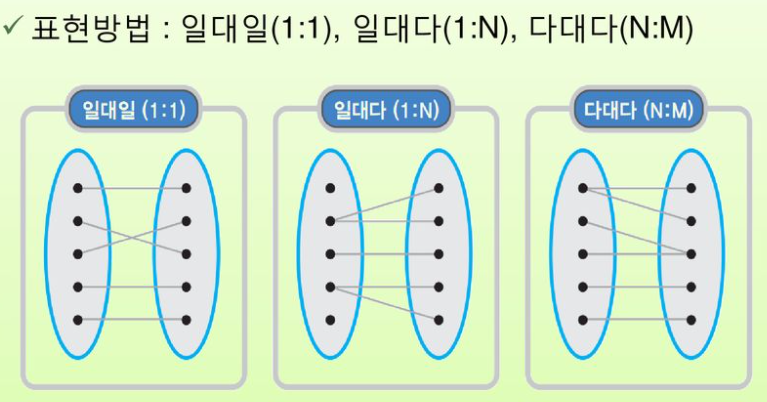 ✓ 표현방법 : 일대일(1:1), 일대다(1:N), 다대다(N:M)
일대일 (1:1)
일대다 (1:N)
다대다 (N:M)